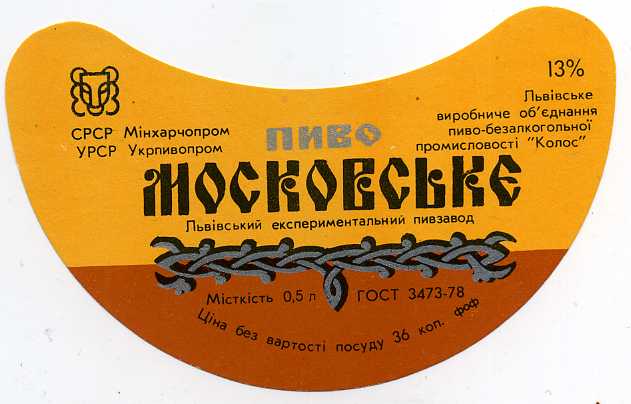 13%
СРСР Мінхарчопром
УРСР Укрпивопром
Львівське
виробниче об'єднання
пиво-безалкогольної
промисловості "Колос"
ПИВО
МОСКОВСЬКЕ
Львівський експериментальний пивзавод
Місткість 0,5 л ГОСТ 3473-78
Ціна без вартості посуду 36 коп. фоф